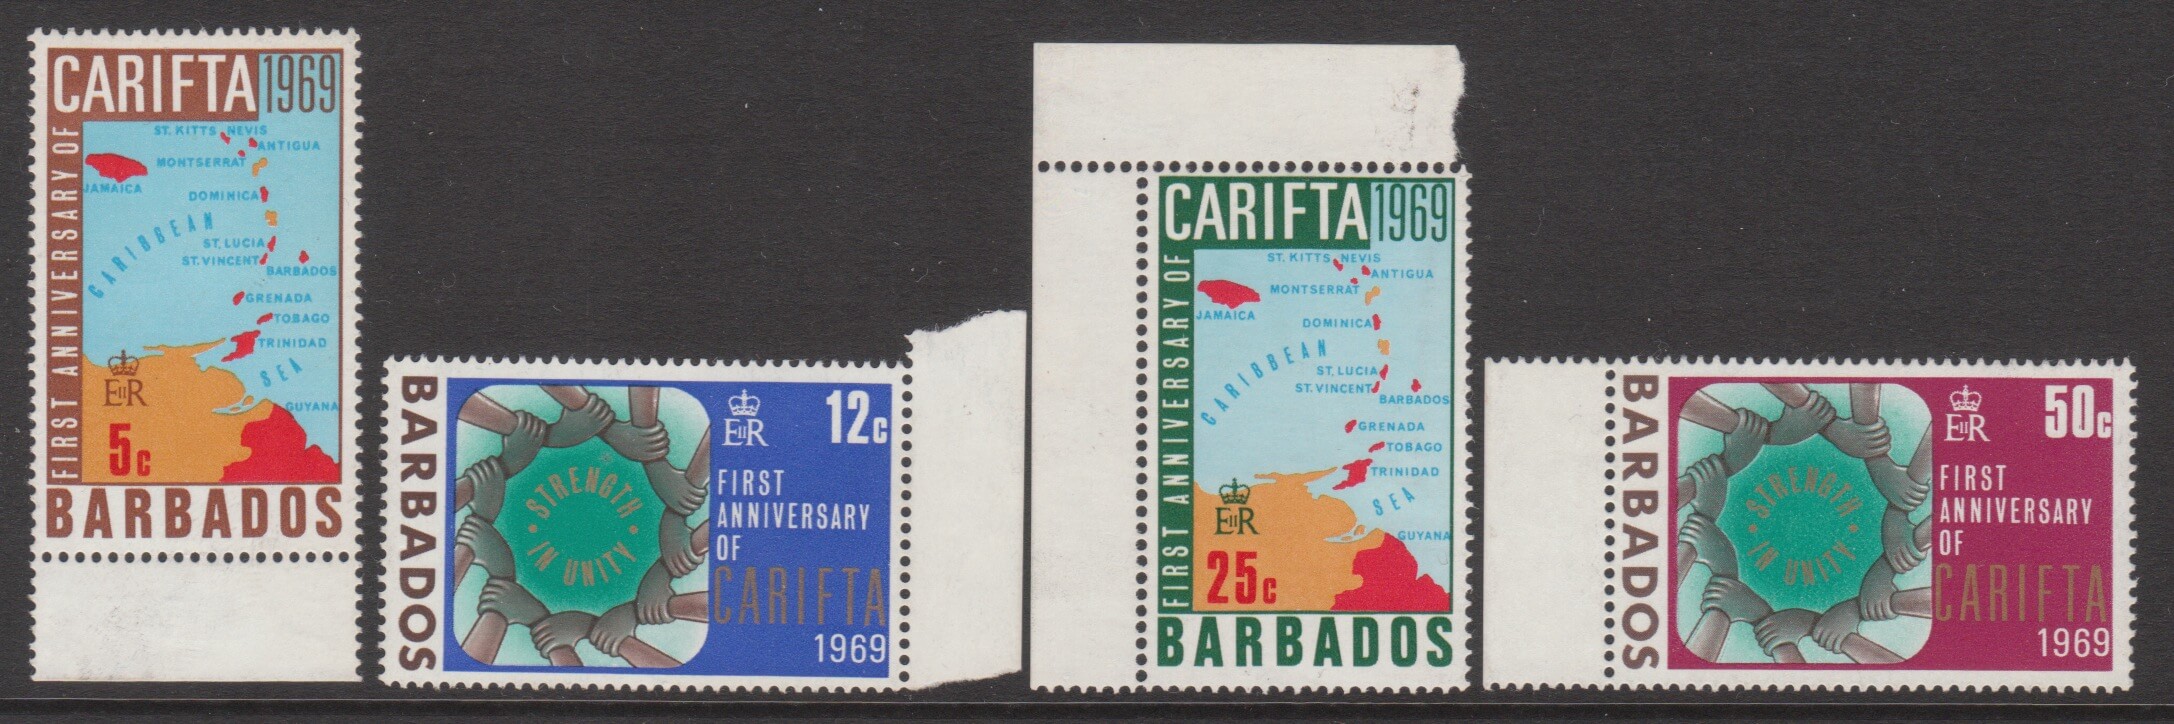 CARIFTA 1969
FIRST ANNIVERSARY OF
ST. KITTS NEVIS
ANTIGUA
MONTSERRAT
JAMAICA
DOMINICA
CARIBBEAN
ST. LUCIA
ST. VINCENT
BARBADOS
GRENADA
TOBAGO
TRINIDAD
SEA
GUYANA
EIIR
5c
BARBADOS
BARBADOS
STRENGTH
IN UNITY
EIIR
12c
FIRST
ANNIVERSARY
OF
CARIFTA
1969
CARIFTA 1969
FIRST ANNIVERSARY OF
ST. KITTS NEVIS
ANTIGUA
MONTSERRAT
JAMAICA
DOMINICA
CARIBBEAN
ST. LUCIA
ST. VINCENT
BARBADOS
GRENADA
TOBAGO
TRINIDAD
SEA
GUYANA
EIIR
25c
BARBADOS
BARBADOS
STRENGTH
IN UNITY
EIIR
50c
FIRST
ANNIVERSARY
OF
CARIFTA
1969